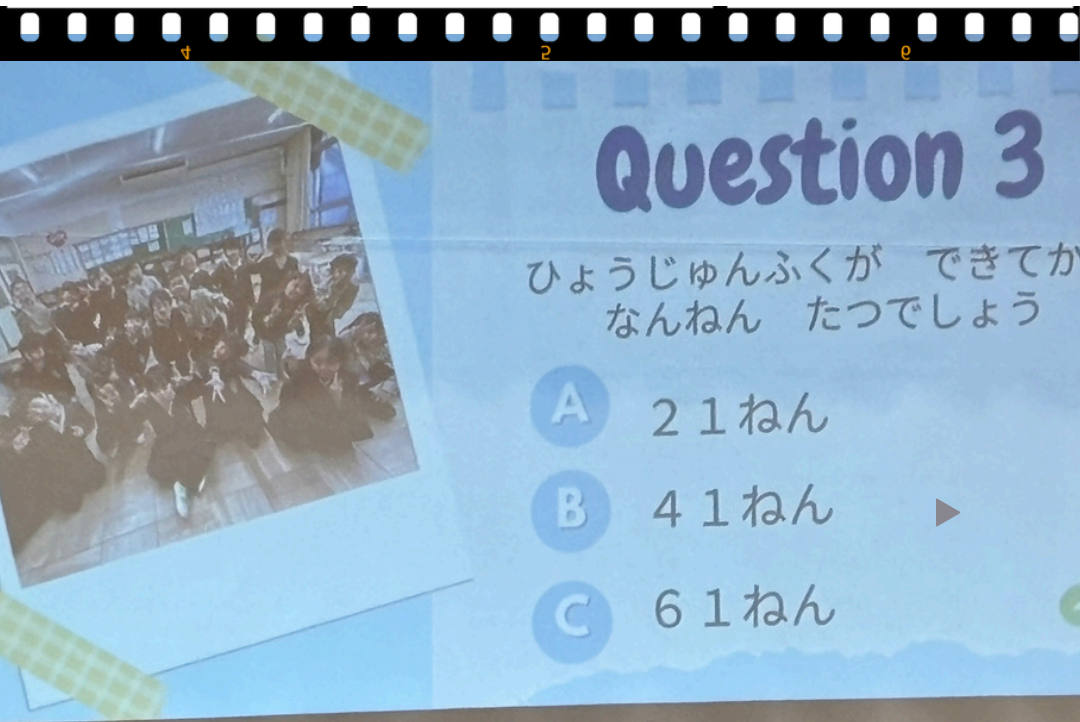 4 5 6
Question 3
ひょうじゅんふくが できてか
なんねん たつでしょう
A 21ねん
B 41ねん
C 61ねん